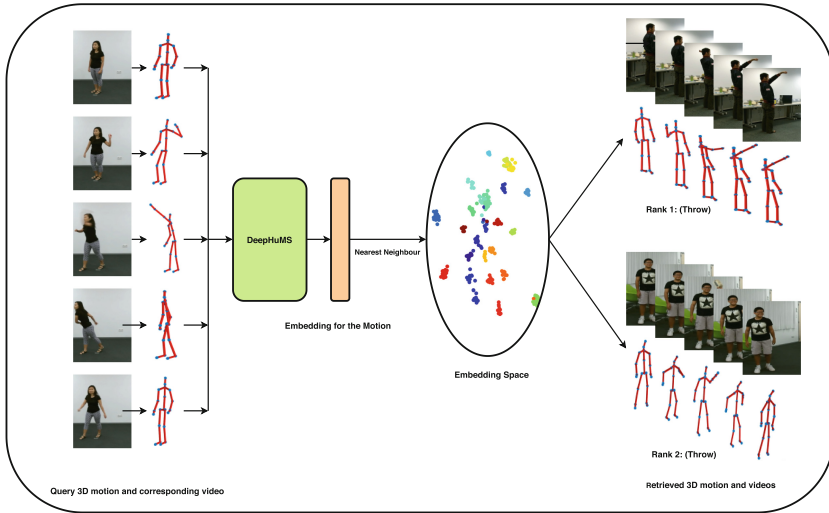 DeepHuMS
Embedding for the Motion
Nearest Neighbour
Embedding Space
Rank 1: (Throw)
Rank 2: (Throw)
Query 3D motion and corresponding video
Retrieved 3D motion and videos